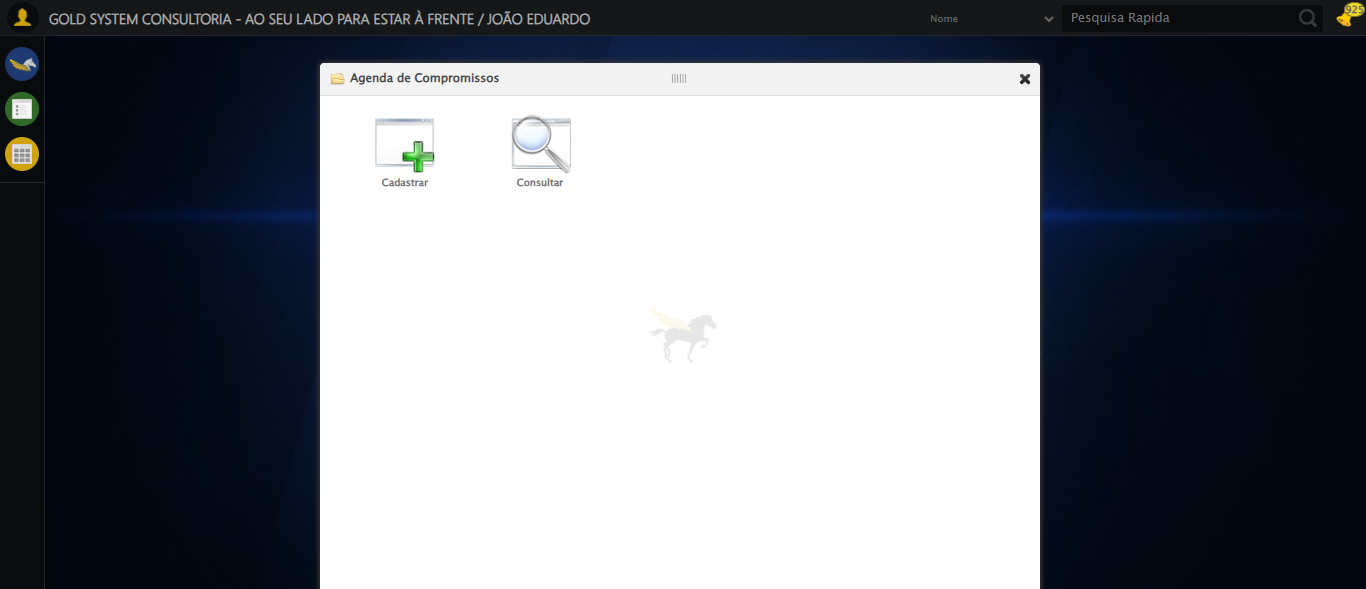 GOLD SYSTEM CONSULTORIA - AO SEU LADO PARA ESTAR À FRENTE / JOÃO EDUARDO
Nome
Pesquisa Rapida
925
Agenda de Compromissos
Cadastrar
Consultar